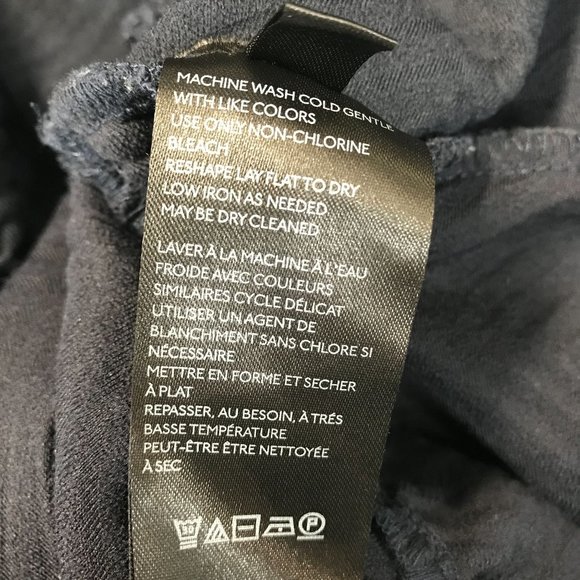 MACHINE WASH COLD GENTLE
WITH LIKE COLORS
USE ONLY NON-CHLORINE
BLEACH
RESHAPE LAY FLAT TO DRY
LOW IRON AS NEEDED
MAY BE DRY CLEANED
LAVER À LA MACHINE À L'EAU
FROIDE AVEC COULEURS
SIMILAIRES CYCLE DÉLICAT
UTILISER UN AGENT DE
BLANCHIMENT SANS CHLORE SI
NÉCESSAIRE
METTRE EN FORME ET SECHER
À PLAT
REPASSER, AU BESOIN, À TRÉS
BASSE TEMPÉRATURE
PEUT-ÊTRE ÊTRE NETTOYÉE
À SEC
30 P